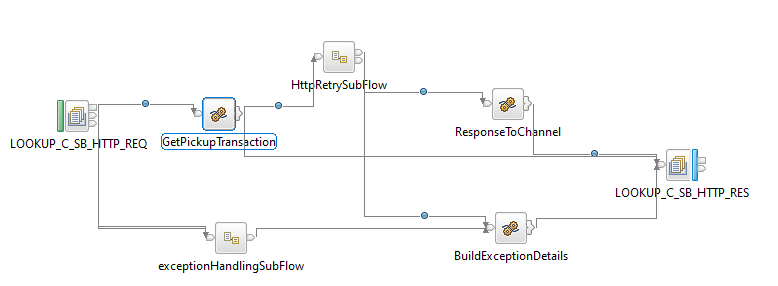 HttpRetrySubFlow
LOOKUP_C_SB_HTTP_REQ
GetPickupTransaction
ResponseToChannel
LOOKUP_C_SB_HTTP_RES
exceptionHandlingSubFlow
BuildExceptionDetails